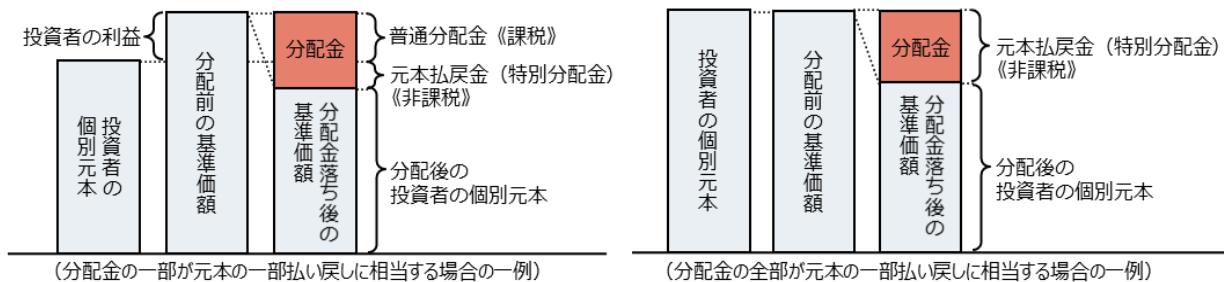 投資者の利益
投資者の
個別元本
分配前の基準価額
分配金
分配金落ち後の
基準価額
普通分配金《課税》
元本払戻金（特別分配金）
《非課税》
分配後の
投資者の個別元本
（分配金の一部が元本の一部払い戻しに相当する場合の一例）
投資者の個別元本
分配前の基準価額
分配金
分配金落ち後の
基準価額
元本払戻金（特別分配金）
《非課税》
分配後の
投資者の個別元本
（分配金の全部が元本の一部払い戻しに相当する場合の一例）